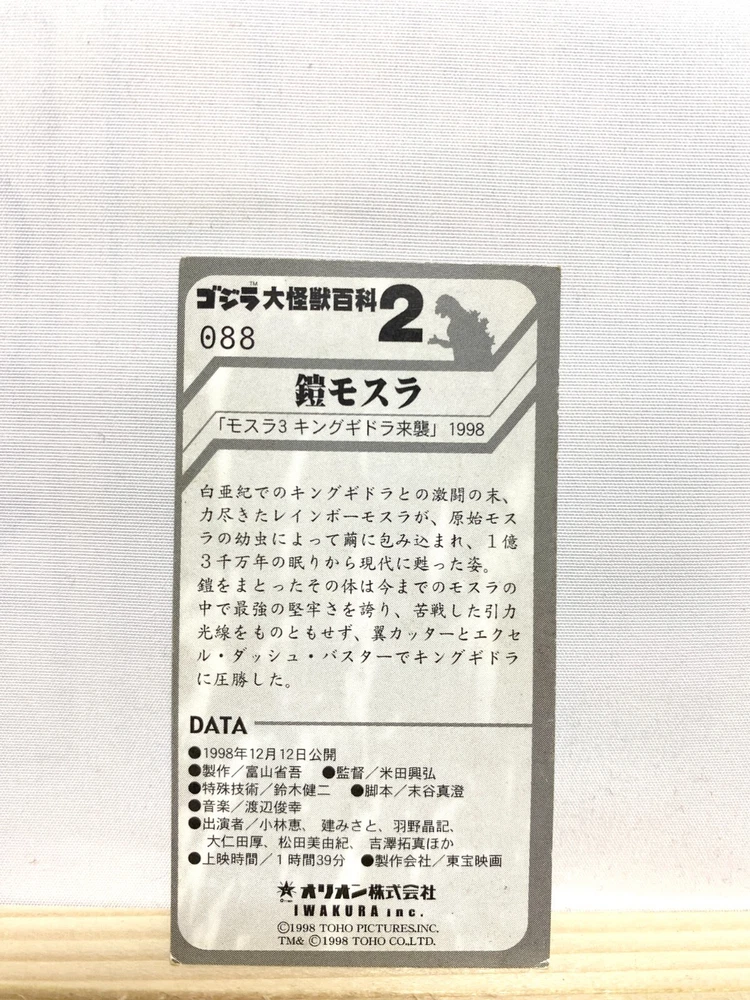 ゴジラ™大怪獣百科2
088
鎧モスラ
「モスラ3 キングギドラ来襲」1998
白亜紀でのキングギドラとの激闘の末、
力尽きたレインボーモスラが、原始モス
ラの幼虫によって繭に包み込まれ、1億
3千万年の眠りから現代に甦った姿。
鎧をまとったその体は今までのモスラの
中で最強の堅牢さを誇り、苦戦した引力
光線をものともせず、翼カッターとエクセ
ル・ダッシュ・バスターでキングギドラ
に圧勝した。
DATA
●1998年12月12日公開
●製作／富山省吾 ●監督／米田興弘
●特殊技術／鈴木健二 ●脚本／末谷真澄
●音楽／渡辺俊幸
●出演者／小林恵、建みさと、羽野晶記、
大仁田厚、松田美由紀、吉澤拓真ほか
●上映時間／1時間39分 ●製作会社／東宝映画
オリオン株式会社
IWAKURA inc.
©1998 TOHO PICTURES.INC.
TM& ©1998 TOHO CO.,LTD.